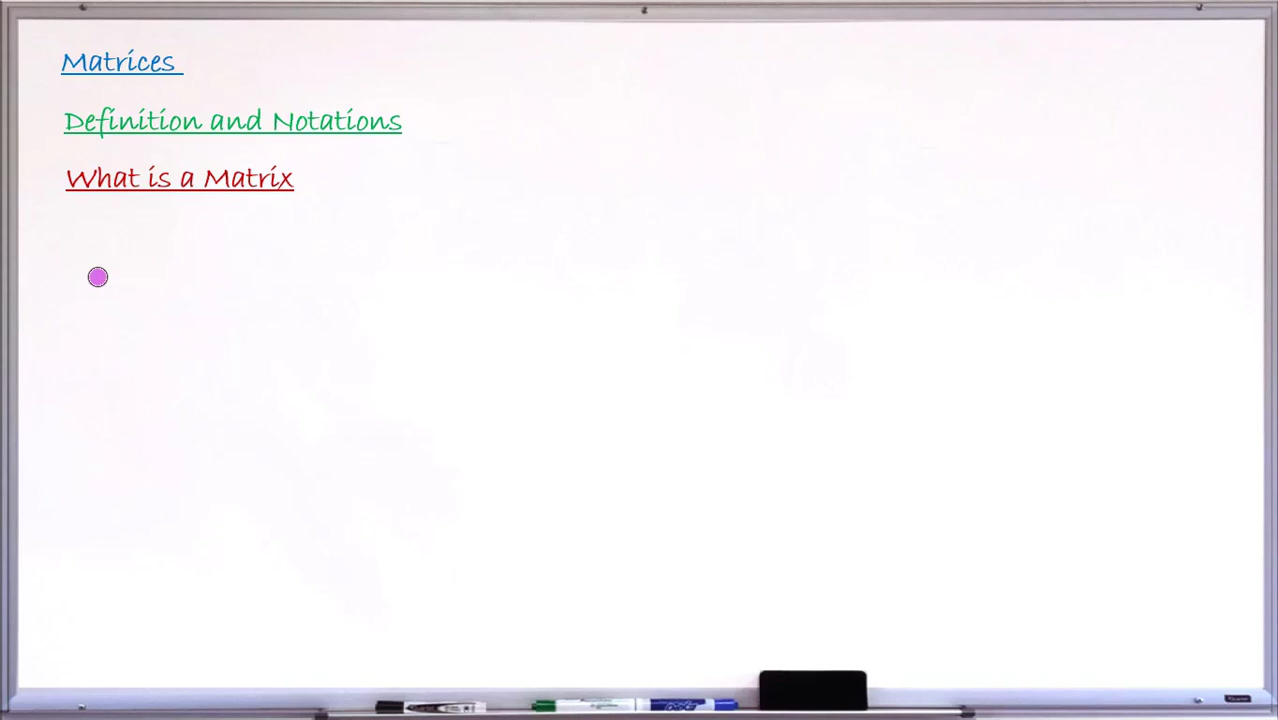 Matrices
Definition and Notations
What is a Matrix